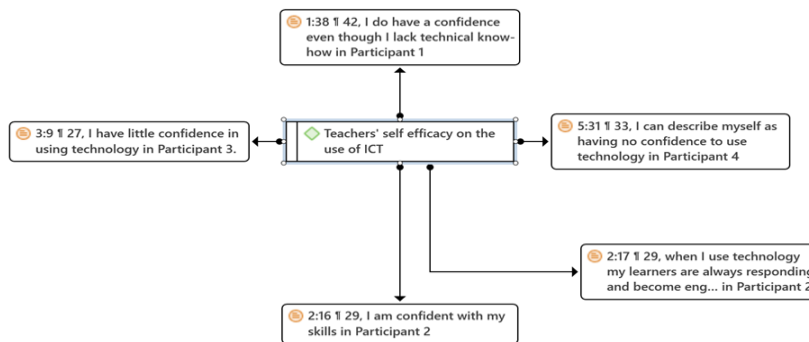 1:38 ¶ 42, I do have a confidence
even though I lack technical know-
how in Participant 1
3:9 ¶ 27, I have little confidence in
using technology in Participant 3.
Teachers' self efficacy on the
use of ICT
5:31 ¶ 33, I can describe myself as
having no confidence to use
technology in Participant 4
2:17 ¶ 29, when I use technology
my learners are always responding
and become eng... in Participant 2
2:16 ¶ 29, I am confident with my
skills in Participant 2